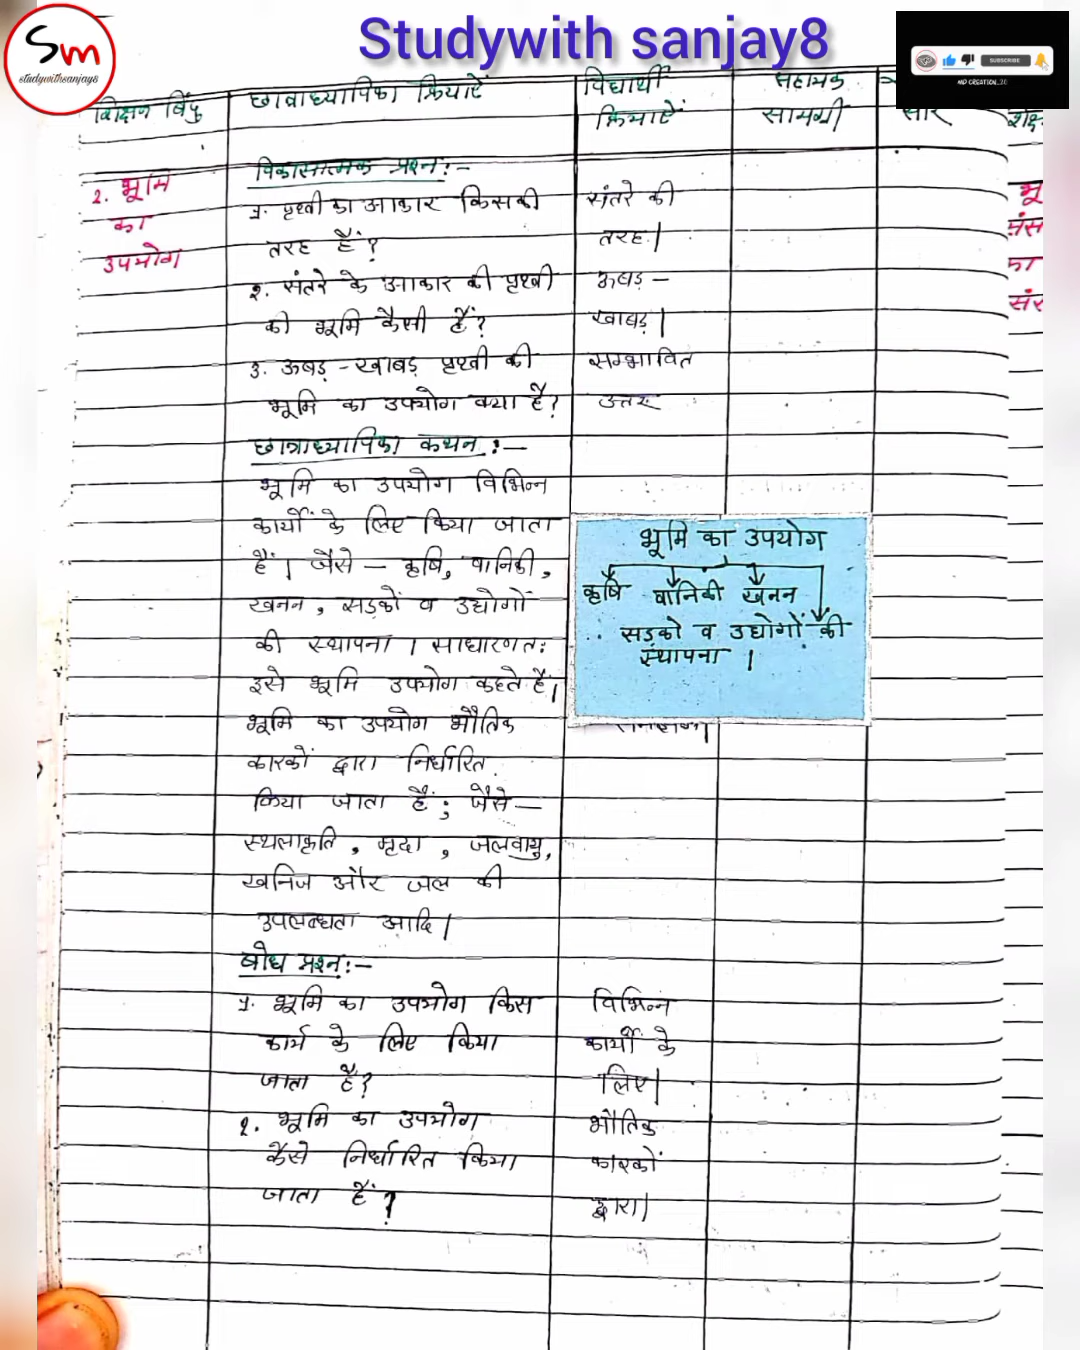 Studywith sanjay8
Sm
studywithsanjay8
SUBSCRIBE
MD CREATION_20
शिक्षण बिंदु
छात्राध्यापिका क्रियाऐं
विद्यार्थी
क्रियाऐं
सहायक
सामग्री
सार
2. भूमि
का
उपयोग
विकासात्मक प्रश्न:-
1. पृथ्वी का आकार किसकी
तरह हैं?
2. संतरे के आकार की पृथ्वी
की भूमि कैसी हैं?
3. ऊबड़-खाबड़ पृथ्वी की
भूमि का उपयोग क्या है?
छात्राध्यापिका कथन:-
भूमि का उपयोग विभिन्न
कार्यों के लिए किया जाता
हैं। जैसे - कृषि, वानिकी,
खनन, सड़कों व उद्योगों
की स्थापना। साधारणत:
इसे भूमि उपयोग कहते हैं।
भूमि का उपयोग भौतिक
कारकों द्वारा निर्धारित
किया जाता हैं; जैसे-
स्थलाकृति, मृदा, जलवायु,
खनिज और जल की
उपलब्धता आदि।
बोध प्रश्न:-
1. भूमि का उपयोग किस
कार्य के लिए किया
जाता हैं?
2. भूमि का उपयोग
कैसे निर्धारित किया
जाता हैं?
संतरे की
तरह।
ऊबड़-
खाबड़।
सम्भावित
उत्तर
भूमि का उपयोग
कृषि वानिकी खनन
सड़को व उद्योगों की
स्थापना।
विभिन्न
कार्यों के
लिए।
भौतिक
कारकों
द्वारा।